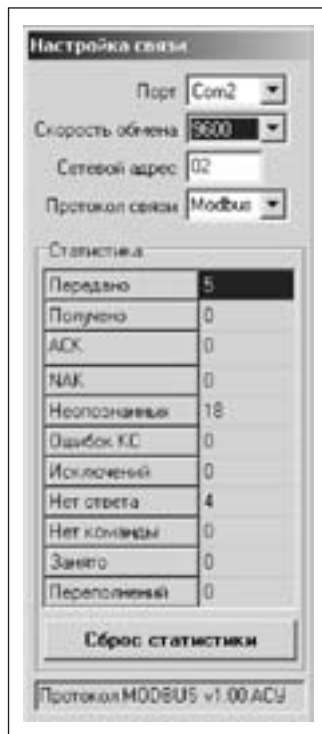 Настройка связи
Порт Com2
Скорость обмена 9600
Сетевой адрес 02
Протокол связи Modbus
Статистика
Передано 5
Получено 0
ACK 0
NAK 0
Неопознанных 18
Ошибок КС 0
Исключений 0
Нет ответа 4
Нет команды 0
Занято 0
Переполнений 0
Сброс статистики
Протокол MODBUS v1.00 АСУ